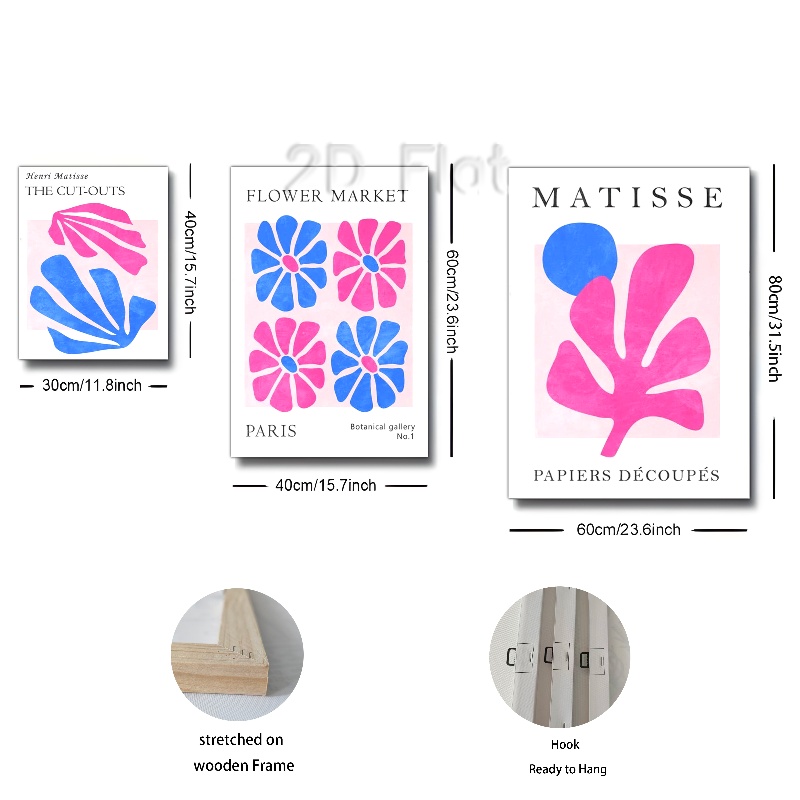 2D Flat
Henri Matisse
THE CUT-OUTS
40cm/15.7inch
30cm/11.8inch
FLOWER MARKET
PARIS
Botanical gallery
No.1
60cm/23.6inch
40cm/15.7inch
MATISSE
PAPIERS DÉCOUPÉS
80cm/31.5inch
60cm/23.6inch
stretched on
wooden Frame
Hook
Ready to Hang